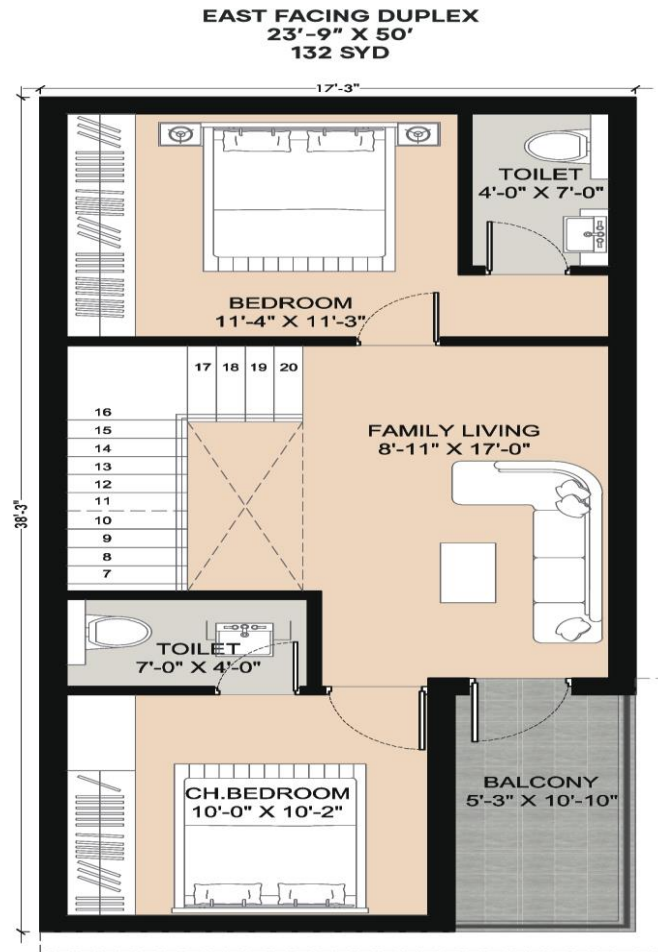 EAST FACING DUPLEX
23'-9" X 50'
132 SYD
17'-3"
TOILET
4'-0" X 7'-0"
BEDROOM
11'-4" X 11'-3"
17 18 19 20
16
15
14
13
12
11
10
9
8
7
FAMILY LIVING
8'-11" X 17'-0"
38'-3"
TOILET
7'-0" X 4'-0"
CH.BEDROOM
10'-0" X 10'-2"
BALCONY
5'-3" X 10'-10"